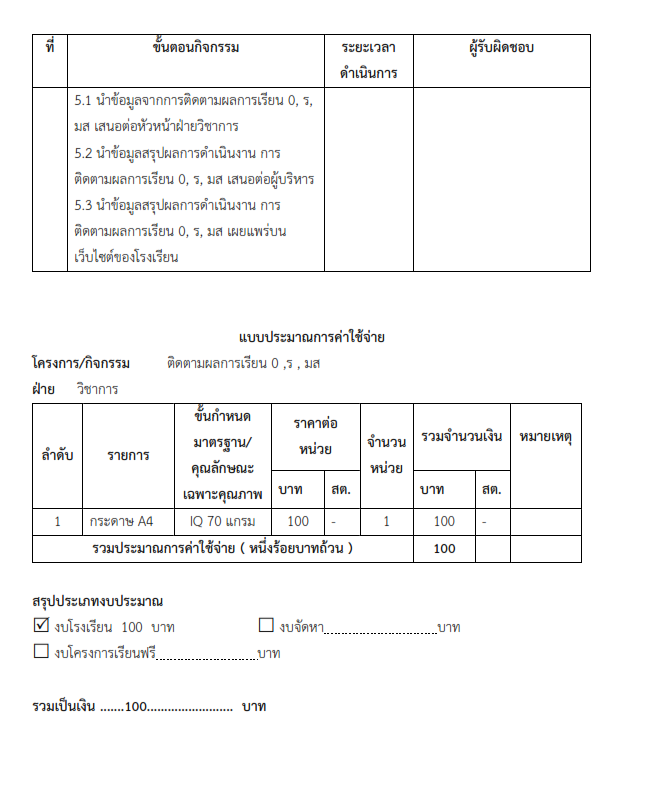 ที่ ขั้นตอนกิจกรรม ระยะเวลา ผู้รับผิดชอบ
ดำเนินการ
5.1 นำข้อมูลจากการติดตามผลการเรียน 0, ร,
มส เสนอต่อหัวหน้าฝ่ายวิชาการ
5.2 นำข้อมูลสรุปผลการดำเนินงาน การ
ติดตามผลการเรียน 0, ร, มส เสนอต่อผู้บริหาร
5.3 นำข้อมูลสรุปผลการดำเนินงาน การ
ติดตามผลการเรียน 0, ร, มส เผยแพร่บน
เว็บไซต์ของโรงเรียน
แบบประมาณการค่าใช้จ่าย
โครงการ/กิจกรรม ติดตามผลการเรียน 0 ,ร , มส
ฝ่าย วิชาการ
ลำดับ รายการ ขั้นกำหนด ราคาต่อ จำนวน รวมจำนวนเงิน หมายเหตุ
มาตรฐาน/ หน่วย หน่วย
คุณลักษณะ
เฉพาะคุณภาพ บาท สต. บาท สต.
1 กระดาษ A4 IQ 70 แกรม 100 - 1 100 -
รวมประมาณการค่าใช้จ่าย ( หนึ่งร้อยบาทถ้วน ) 100
สรุปประเภทงบประมาณ
☑ งบโรงเรียน 100 บาท ☐ งบจัดหา..................................บาท
☐ งบโครงการเรียนฟรี..............................บาท
รวมเป็นเงิน .......100......................... บาท